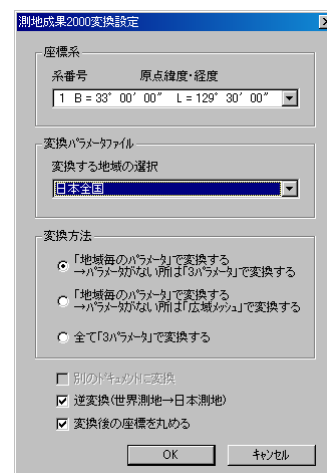 測地成果2000変換設定
座標系
系番号 原点緯度・経度
1 B = 33° 00' 00" L = 129° 30' 00"
変換ﾊﾟﾗﾒｰﾀﾌｧｲﾙ
変換する地域の選択
日本全国
変換方法
「地域毎のﾊﾟﾗﾒｰﾀ」で変換する
→ﾊﾟﾗﾒｰﾀがない所は「3ﾊﾟﾗﾒｰﾀ」で変換する
「地域毎のﾊﾟﾗﾒｰﾀ」で変換する
→ﾊﾟﾗﾒｰﾀがない所は「広域ﾒｯｼｭ」で変換する
全て「3ﾊﾟﾗﾒｰﾀ」で変換する
別のﾄﾞｷｭﾒﾝﾄに変換
逆変換(世界測地→日本測地)
変換後の座標を丸める
OK ｷｬﾝｾﾙ